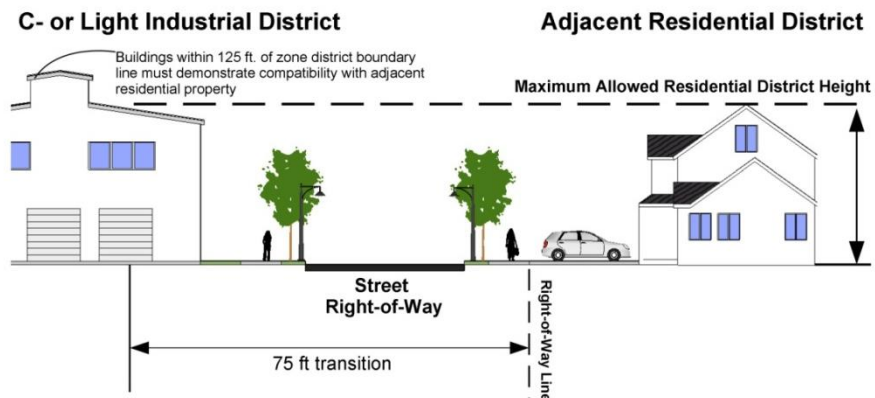 C- or Light Industrial District
Adjacent Residential District
Buildings within 125 ft. of zone district boundary
line must demonstrate compatibility with adjacent
residential property
Maximum Allowed Residential District Height
Street
Right-of-Way
Right-of-Way Line
75 ft transition